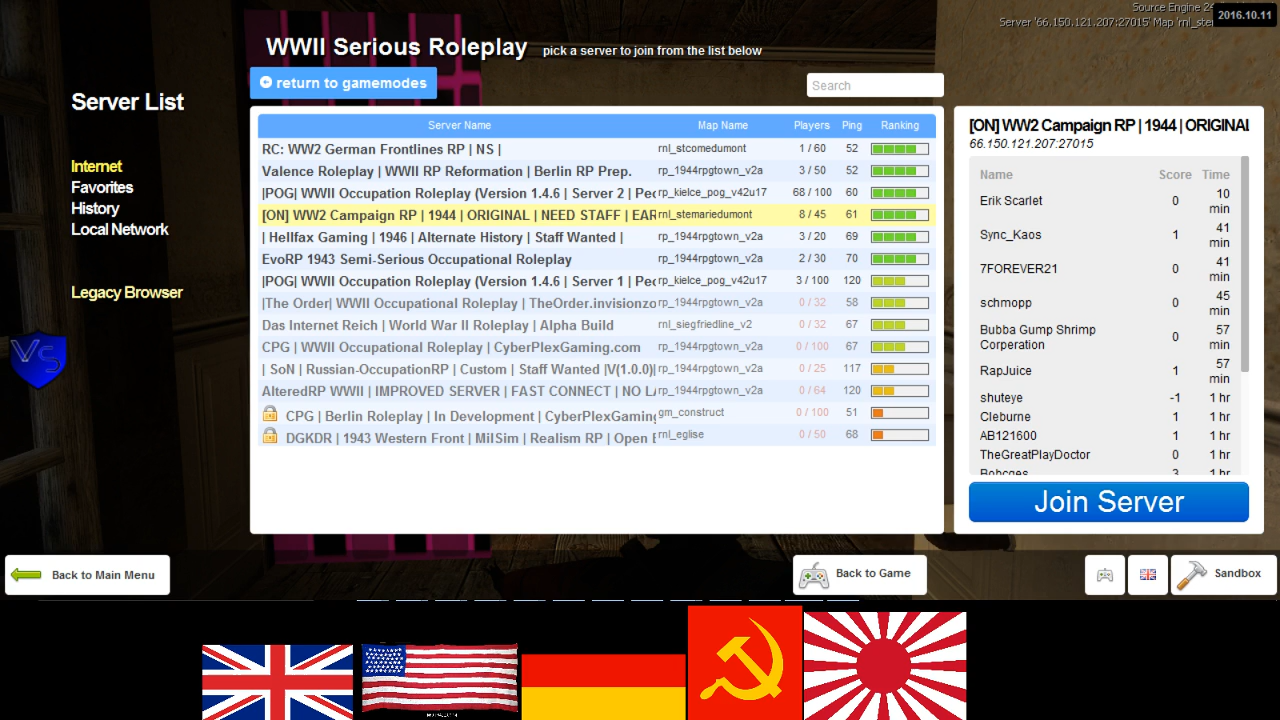 Source Engine 24
2016.10.11
Server '66.150.121.207:27015' Map 'rnl_ste
WWII Serious Roleplay pick a server to join from the list below
return to gamemodes
Search
Server List
Internet
Favorites
History
Local Network
Legacy Browser
VS
Server Name Map Name Players Ping Ranking
RC: WW2 German Frontlines RP | NS | rnl_stcomedumont 1 / 60 52
Valence Roleplay | WWII RP Reformation | Berlin RP Prep. rp_1944rpgtown_v2a 3 / 50 52
|POG| WWII Occupation Roleplay (Version 1.4.6 | Server 2 | Pec rp_kielce_pog_v42u17 68 / 100 60
[ON] WW2 Campaign RP | 1944 | ORIGINAL | NEED STAFF | EAR rnl_stemariedumont 8 / 45 61
| Hellfax Gaming | 1946 | Alternate History | Staff Wanted | rp_1944rpgtown_v2a 3 / 20 69
EvoRP 1943 Semi-Serious Occupational Roleplay rp_1944rpgtown_v2a 2 / 30 70
|POG| WWII Occupation Roleplay (Version 1.4.6 | Server 1 | Pec rp_kielce_pog_v42u17 3 / 100 120
|The Order| WWII Occupational Roleplay | TheOrder.invisionzo rp_1944rpgtown_v2a 0 / 32 58
Das Internet Reich | World War II Roleplay | Alpha Build rnl_siegfriedline_v2 0 / 32 67
CPG | WWII Occupational Roleplay | CyberPlexGaming.com rp_1944rpgtown_v2a 0 / 100 67
| SoN | Russian-OccupationRP | Custom | Staff Wanted |V(1.0.0)| rp_1944rpgtown_v2a 0 / 25 117
AlteredRP WWII | IMPROVED SERVER | FAST CONNECT | NO LA rp_1944rpgtown_v2a 0 / 64 120
CPG | Berlin Roleplay | In Development | CyberPlexGaming gm_construct 0 / 100 51
DGKDR | 1943 Western Front | MilSim | Realism RP | Open B rnl_eglise 0 / 50 68
[ON] WW2 Campaign RP | 1944 | ORIGINAL
66.150.121.207:27015
Name Score Time
Erik Scarlet 0 10 min
Sync_Kaos 1 41 min
7FOREVER21 0 41 min
schmopp 0 45 min
Bubba Gump Shrimp Corperation 0 57 min
RapJuice 1 57 min
shuteye -1 1 hr
Cleburne 1 1 hr
AB121600 1 1 hr
TheGreatPlayDoctor 0 1 hr
Bobcges 3 1 hr
Join Server
Back to Main Menu
Back to Game
Sandbox